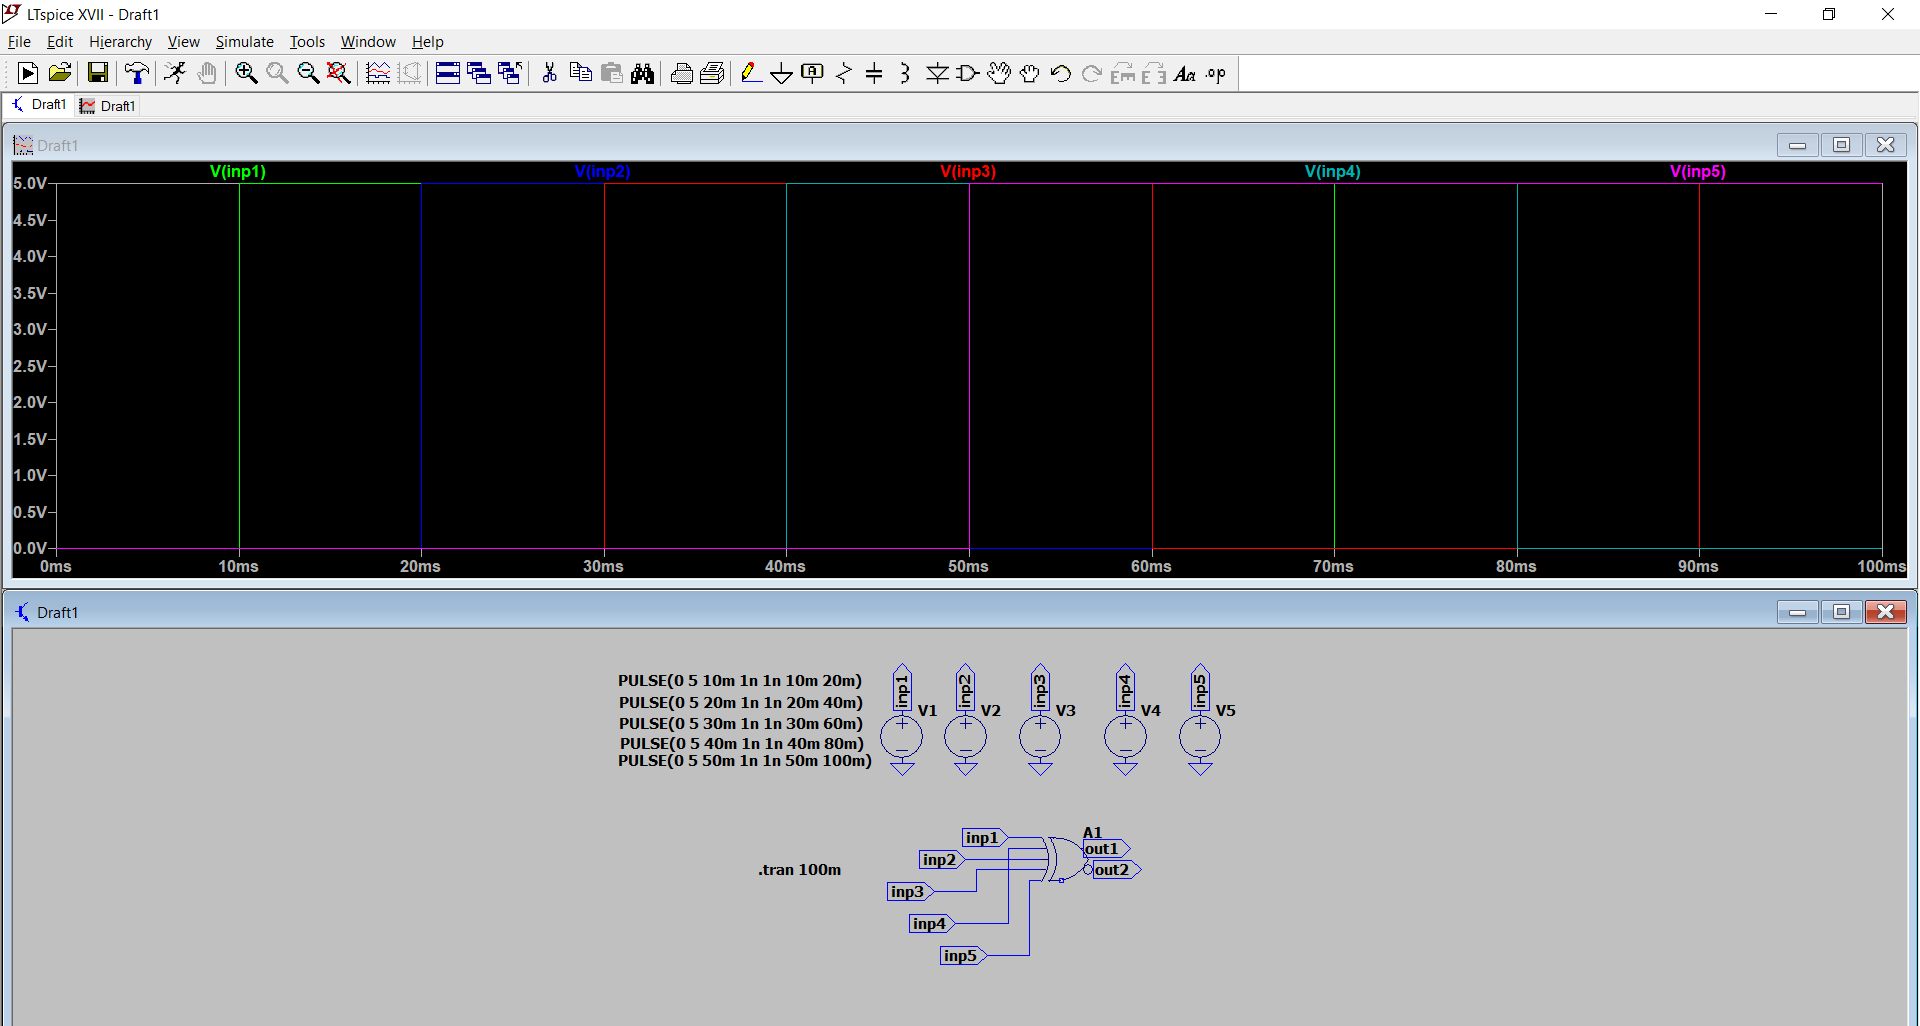 LTspice XVII - Draft1
File Edit Hierarchy View Simulate Tools Window Help
A Aa .op
Draft1 Draft1
Draft1
V(inp1) V(inp2) V(inp3) V(inp4) V(inp5)
5.0V
4.5V
4.0V
3.5V
3.0V
2.5V
2.0V
1.5V
1.0V
0.5V
0.0V
0ms 10ms 20ms 30ms 40ms 50ms 60ms 70ms 80ms 90ms 100ms
Draft1
PULSE(0 5 10m 1n 1n 10m 20m)
PULSE(0 5 20m 1n 1n 20m 40m)
PULSE(0 5 30m 1n 1n 30m 60m)
PULSE(0 5 40m 1n 1n 40m 80m)
PULSE(0 5 50m 1n 1n 50m 100m)
inp1 inp2 inp3 inp4 inp5
V1 V2 V3 V4 V5
A1
inp1 out1
inp2 out2
.tran 100m
inp3
inp4
inp5